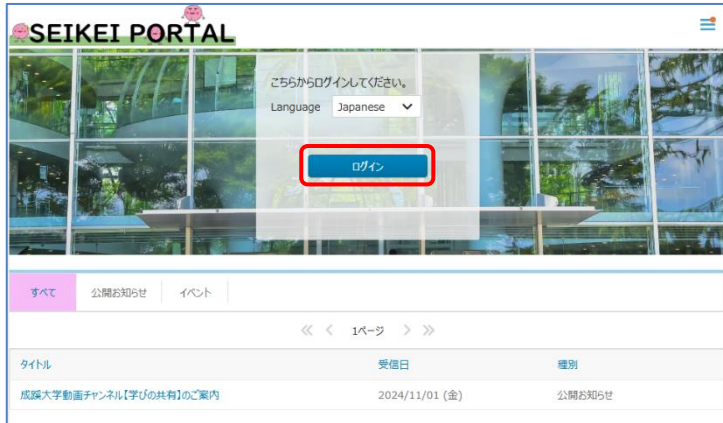 SEIKEI PORTAL
こちらからログインしてください。
Language Japanese
ログイン
すべて 公開お知らせ イベント
≪ < 1ページ > ≫
タイトル 受信日 種別
成蹊大学動画チャンネル【学びの共有】のご案内 2024/11/01 (金) 公開お知らせ